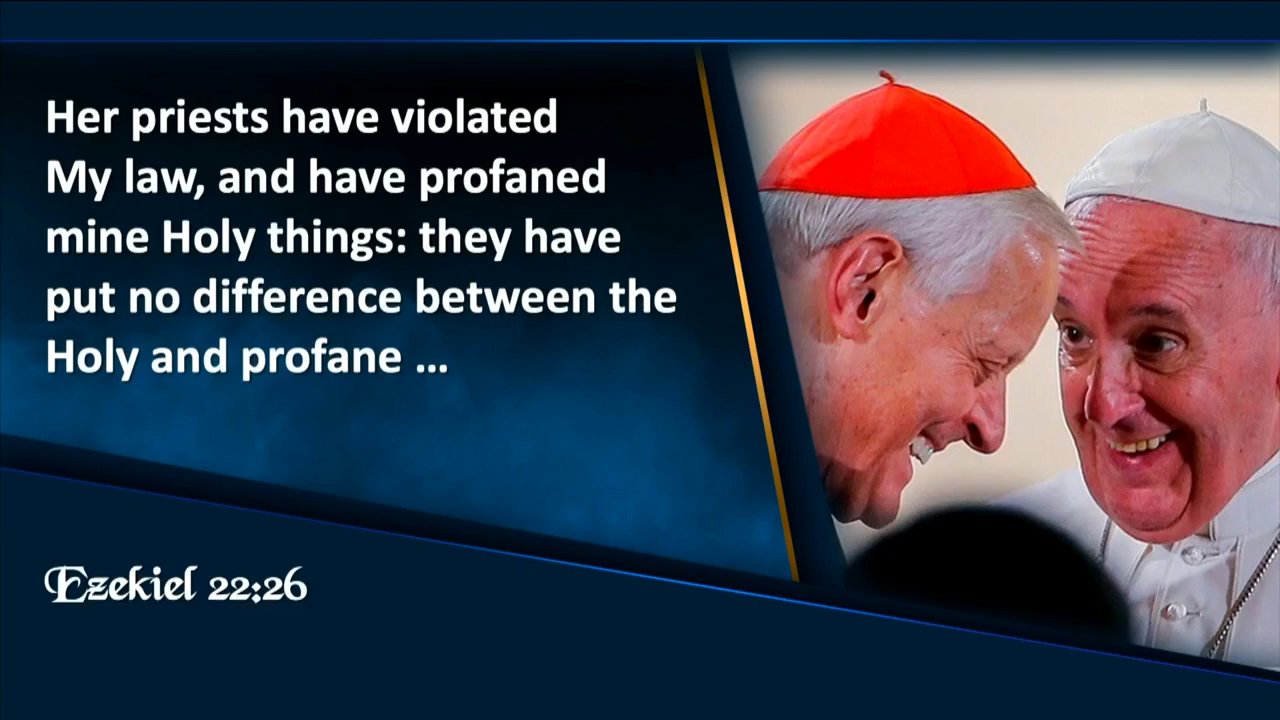 Her priests have violated
My law, and have profaned
mine Holy things: they have
put no difference between the
Holy and profane ...
Ezekiel 22:26